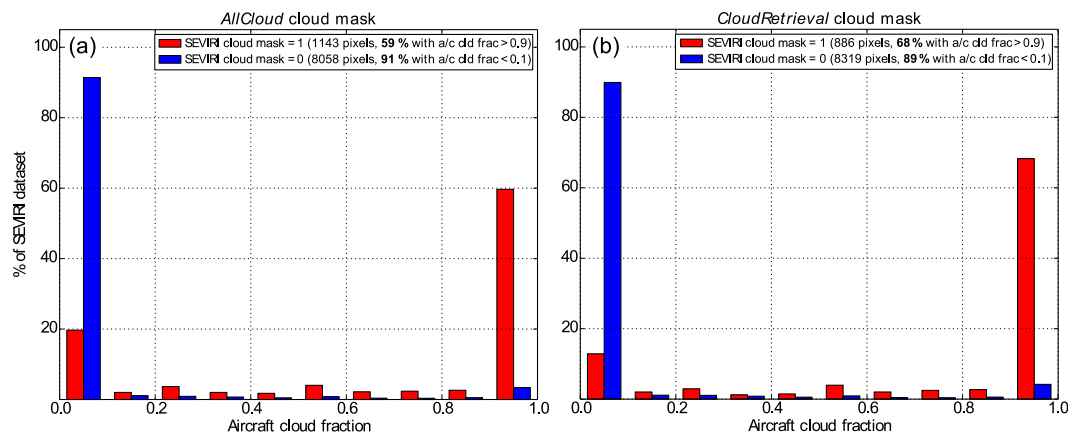 AllCloud cloud mask
(a)
SEVIRI cloud mask = 1 (1143 pixels, 59 % with a/c cld frac > 0.9)
SEVIRI cloud mask = 0 (8058 pixels, 91 % with a/c cld frac < 0.1)
100
80
60
40
20
0.0 0.2 0.4 0.6 0.8 1.0
% of SEVIRI dataset
Aircraft cloud fraction
CloudRetrieval cloud mask
(b)
SEVIRI cloud mask = 1 (886 pixels, 68 % with a/c cld frac > 0.9)
SEVIRI cloud mask = 0 (8319 pixels, 89 % with a/c cld frac < 0.1)
100
80
60
40
20
0.0 0.2 0.4 0.6 0.8 1.0
Aircraft cloud fraction